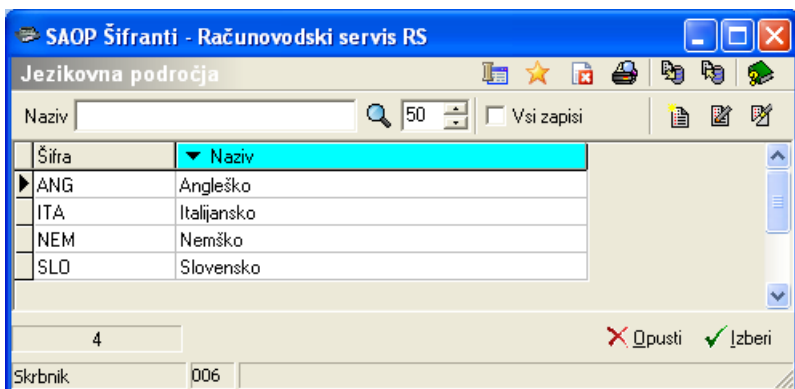 SAOP Šifranti - Računovodski servis RS
Jezikovna področja
Naziv 50 Vsi zapisi
Šifra Naziv
ANG Angleško
ITA Italijansko
NEM Nemško
SLO Slovensko
4 Opusti Izberi
Skrbnik 006